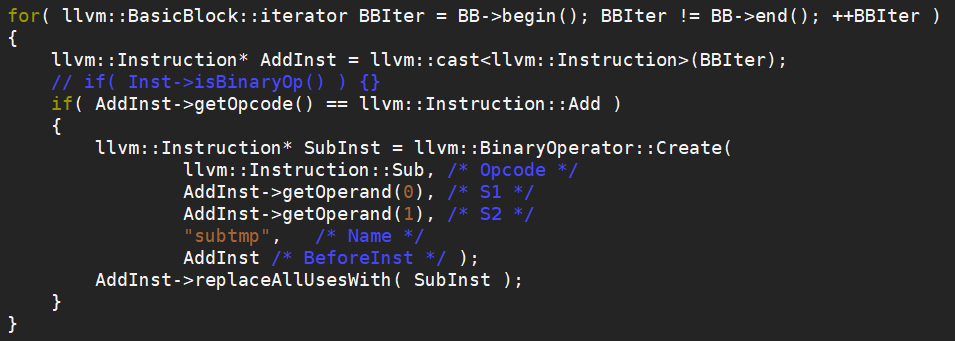 for( llvm::BasicBlock::iterator BBIter = BB->begin(); BBIter != BB->end(); ++BBIter )
{
    llvm::Instruction* AddInst = llvm::cast<llvm::Instruction>(BBIter);
    // if( Inst->isBinaryOp() ) {}
    if( AddInst->getOpcode() == llvm::Instruction::Add )
    {
        llvm::Instruction* SubInst = llvm::BinaryOperator::Create(
                llvm::Instruction::Sub, /* Opcode */
                AddInst->getOperand(0), /* S1 */
                AddInst->getOperand(1), /* S2 */
                "subtmp",   /* Name */
                AddInst /* BeforeInst */ );
        AddInst->replaceAllUsesWith( SubInst );
    }
}